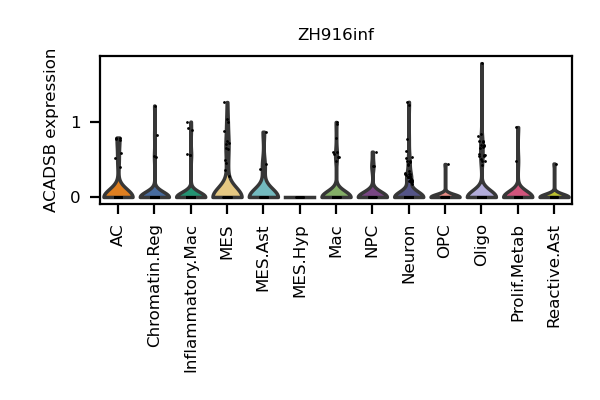 ZH916inf
ACADSB expression
1
0
AC
Chromatin.Reg
Inflammatory.Mac
MES
MES.Ast
MES.Hyp
Mac
NPC
Neuron
OPC
Oligo
Prolif.Metab
Reactive.Ast